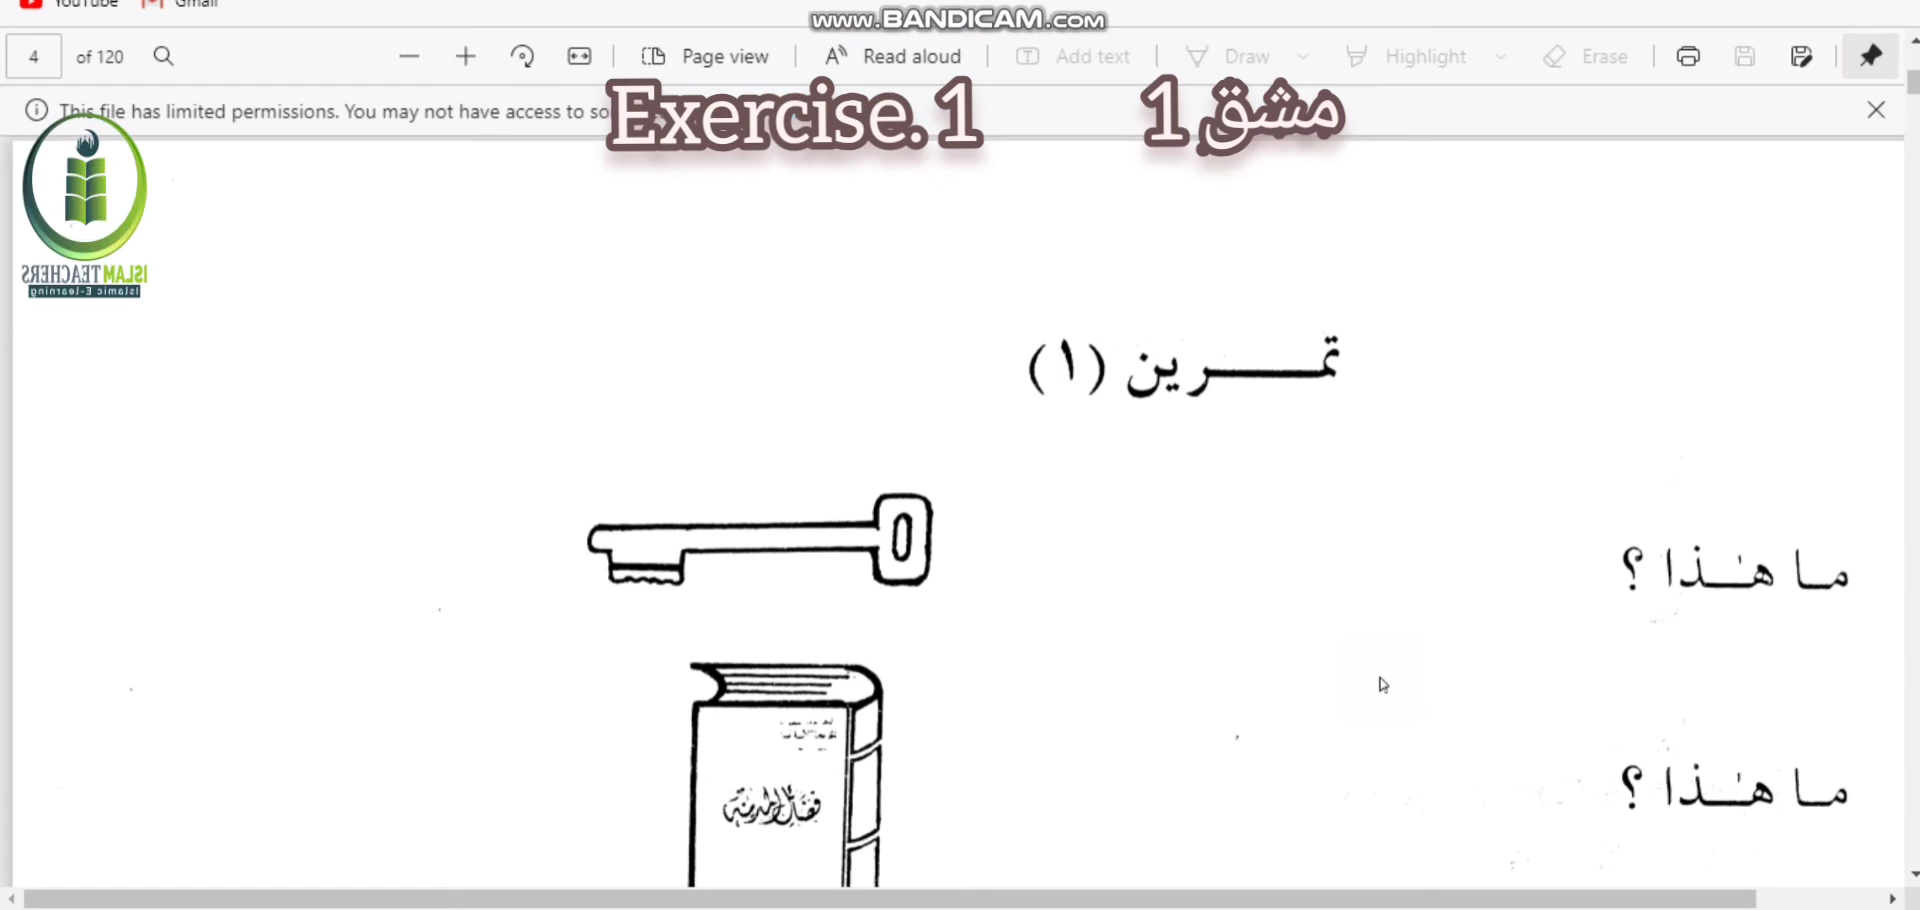 YouTube Gmail
www.BANDICAM.com
4 of 120 Page view Read aloud Add text Draw Highlight Erase
This file has limited permissions. You may not have access to so
Exercise. 1 مشق 1
ISLAM TEACHERS
Islamic E-learning
تمـــــرين (١)
ما هـٰـذا ؟
ما هـٰـذا ؟